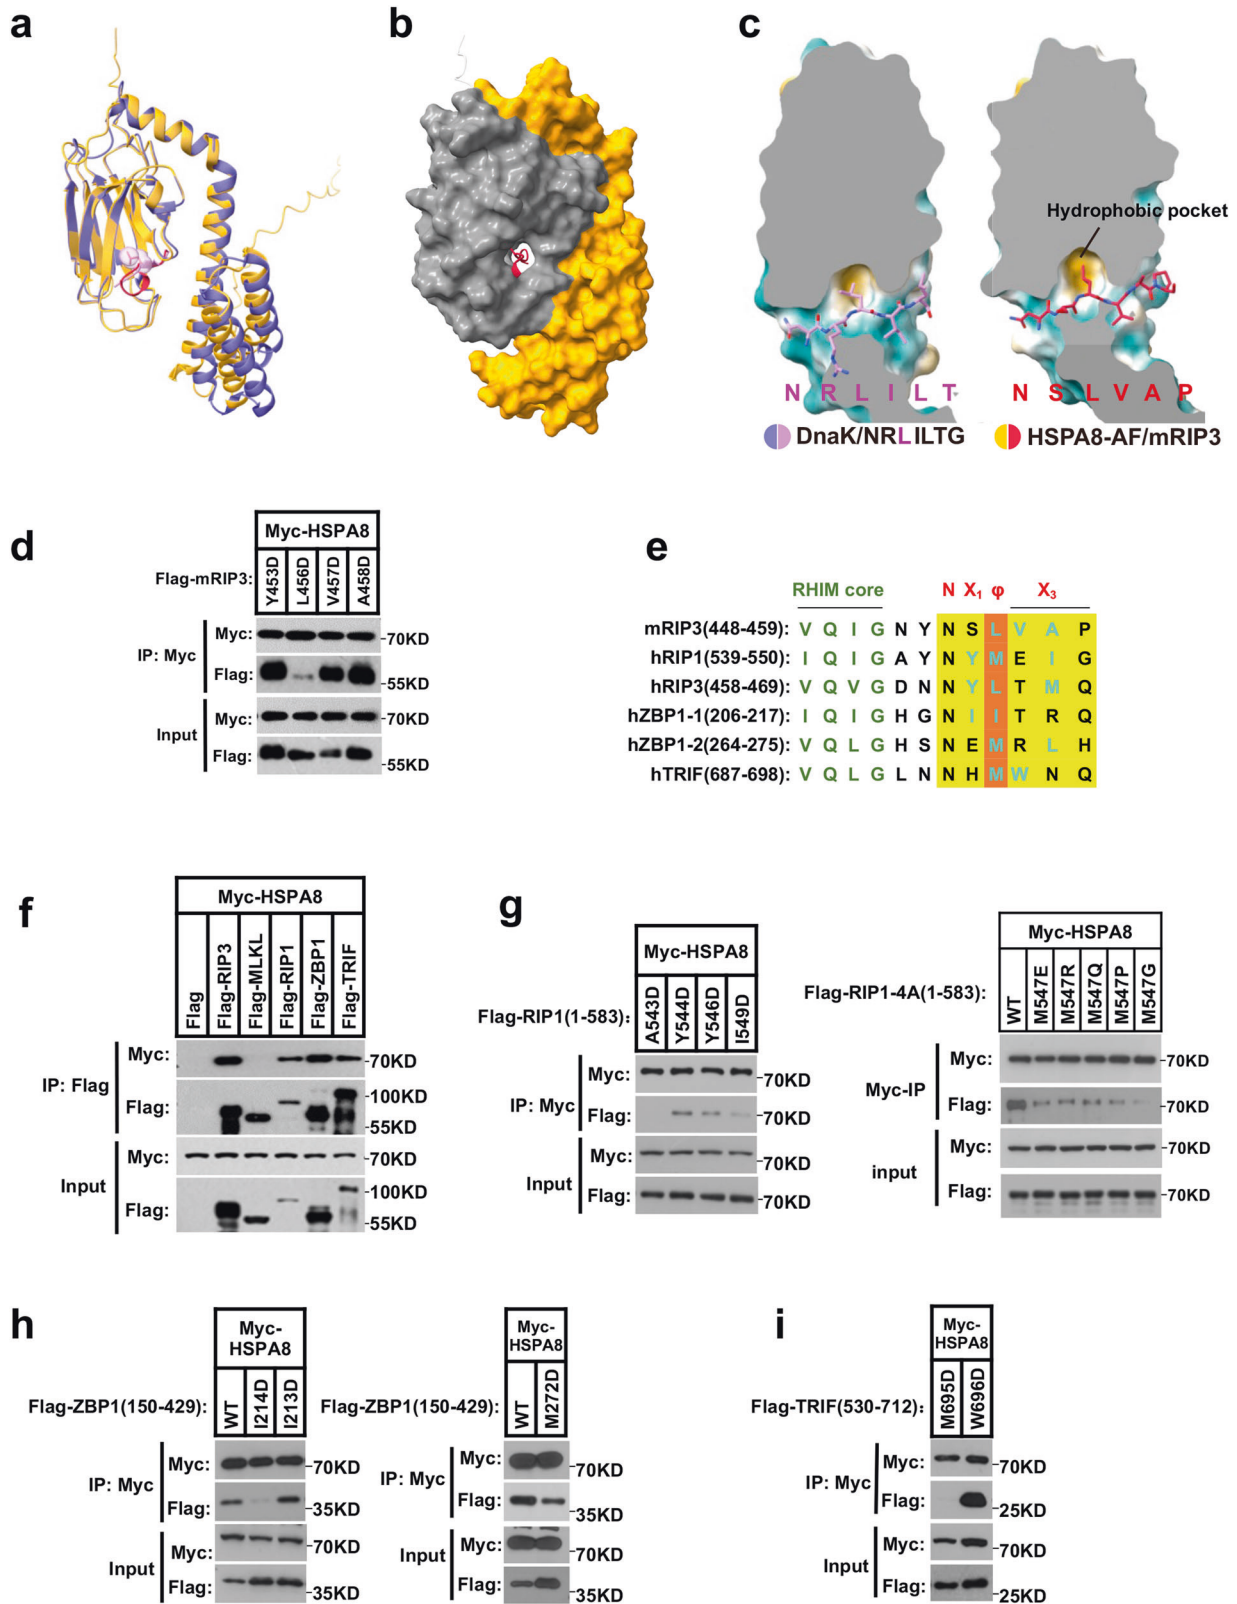 a
b
c
Hydrophobic pocket
N R L I L T
N S L V A P
DnaK/NRLILTG
HSPA8-AF/mRIP3
d
Myc-HSPA8
Flag-mRIP3:
Y453D
L456D
V457D
A458D
IP: Myc
Myc:
-70KD
Flag:
-55KD
Input
Myc:
-70KD
Flag:
-55KD
e
RHIM core N X₁ φ X₃
mRIP3(448-459): V Q I G N Y N S L V A P
hRIP1(539-550): I Q I G A Y N Y M E I G
hRIP3(458-469): V Q V G D N N Y L T M Q
hZBP1-1(206-217): I Q I G H G N I I T R Q
hZBP1-2(264-275): V Q L G H S N E M R L H
hTRIF(687-698): V Q L G L N N H M W N Q
f
Myc-HSPA8
Flag
Flag-RIP3
Flag-MLKL
Flag-RIP1
Flag-ZBP1
Flag-TRIF
IP: Flag
Myc:
-70KD
Flag:
-100KD
-55KD
Input
Myc:
-70KD
Flag:
-100KD
-55KD
g
Myc-HSPA8
Flag-RIP1(1-583):
A543D
Y544D
Y546D
I549D
IP: Myc
Myc:
-70KD
Flag:
-70KD
Input
Myc:
-70KD
Flag:
-70KD
Myc-HSPA8
Flag-RIP1-4A(1-583):
WT
M547E
M547R
M547Q
M547P
M547G
Myc-IP
Myc:
-70KD
Flag:
-70KD
input
Myc:
-70KD
Flag:
-70KD
h
Myc-
HSPA8
Flag-ZBP1(150-429):
WT
I214D
I213D
IP: Myc
Myc:
-70KD
Flag:
-35KD
Input
Myc:
-70KD
Flag:
-35KD
Myc-
HSPA8
Flag-ZBP1(150-429):
WT
M272D
IP: Myc
Myc:
-70KD
Flag:
-35KD
Input
Myc:
-70KD
Flag:
-35KD
i
Myc-
HSPA8
Flag-TRIF(530-712):
M695D
W696D
IP: Myc
Myc:
-70KD
Flag:
-25KD
Input
Myc:
-70KD
Flag:
-25KD